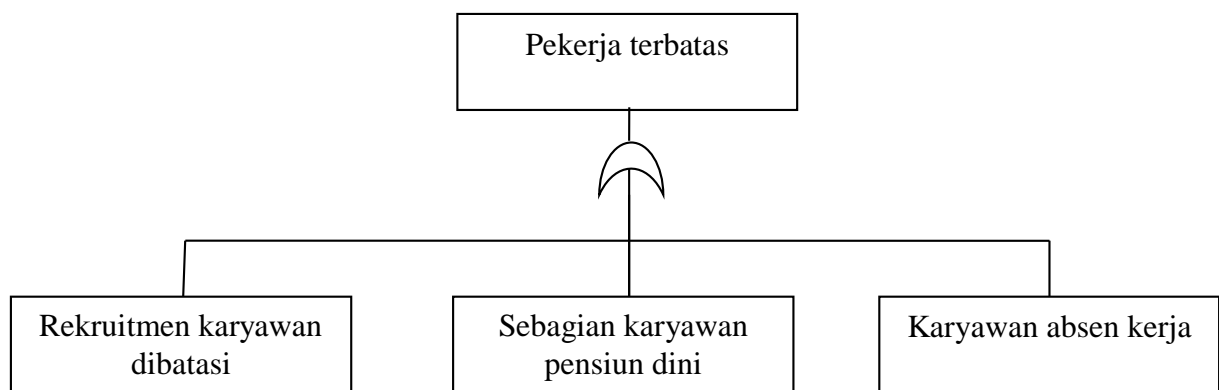 Pekerja terbatas
Rekruitmen karyawan
dibatasi
Sebagian karyawan
pensiun dini
Karyawan absen kerja